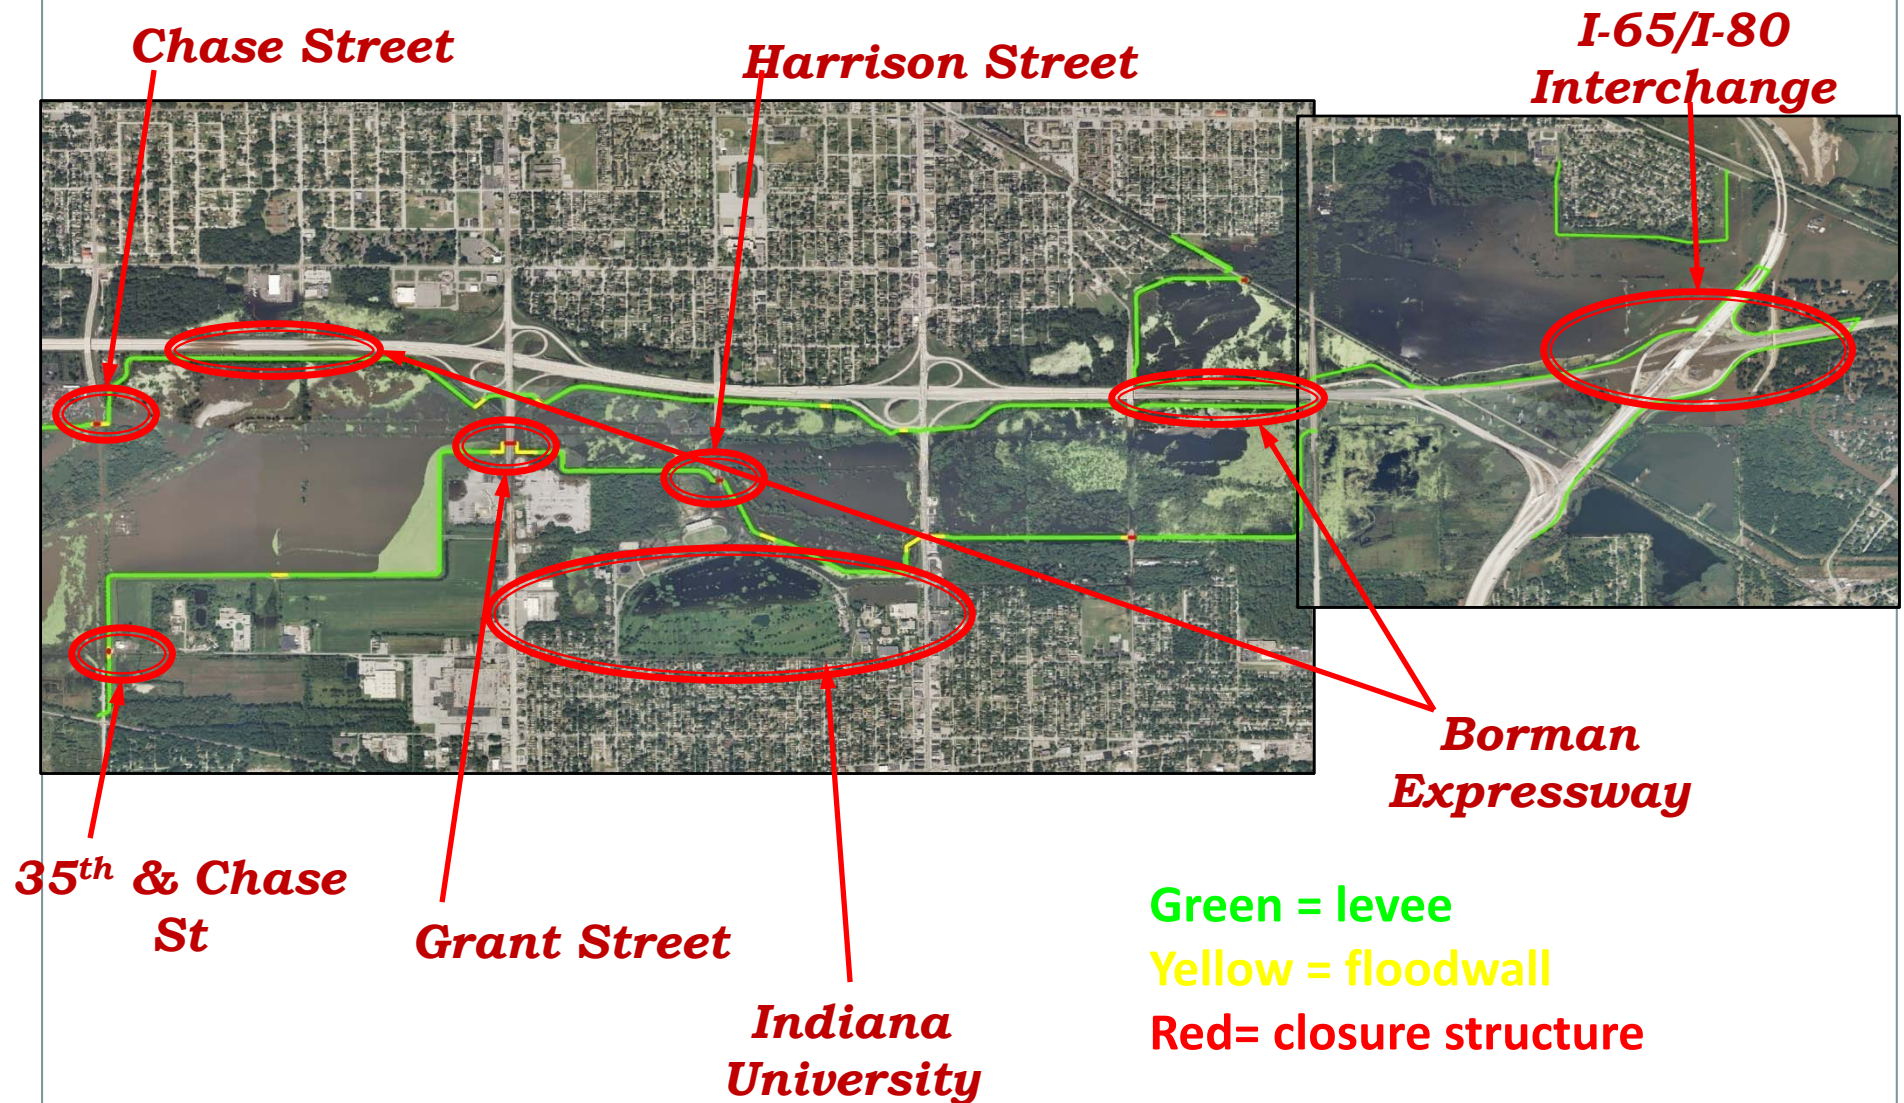 Chase Street
Harrison Street
I-65/I-80
Interchange
Borman
Expressway
35th & Chase
St
Grant Street
Indiana
University
Green = levee
Yellow = floodwall
Red= closure structure